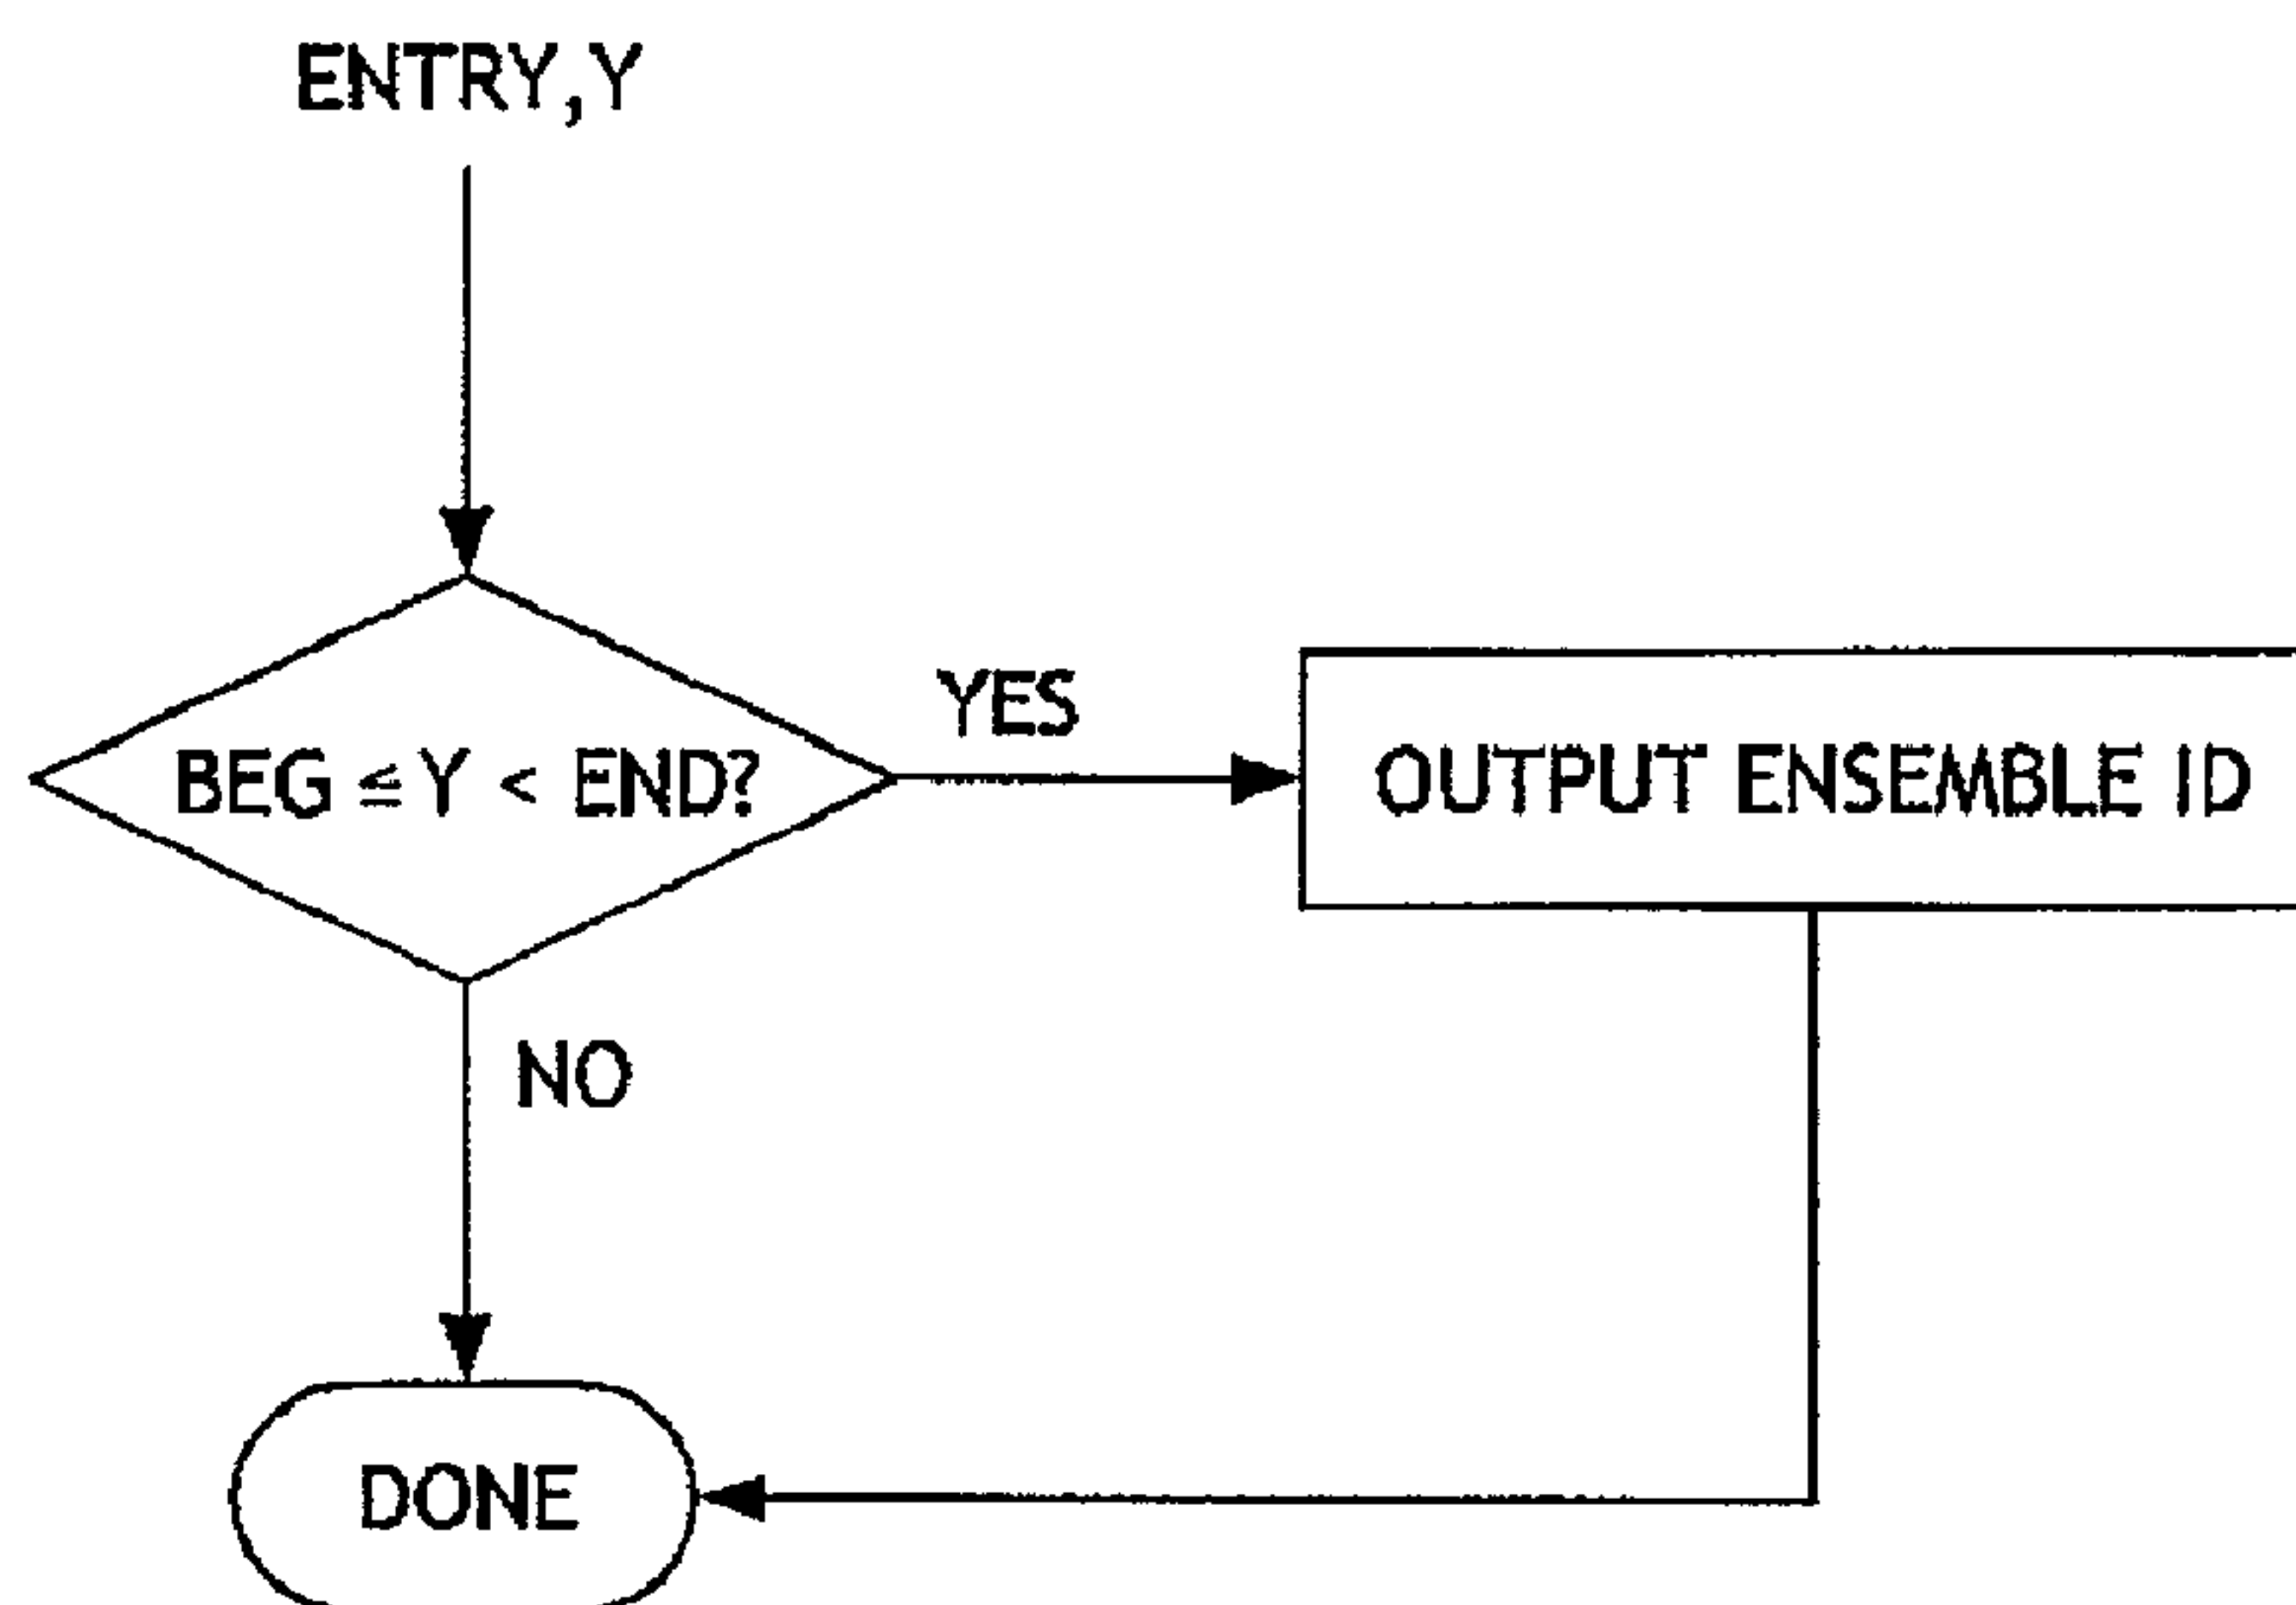 ENTRY,Y
YES
BEG ≤ Y < END?
OUTPUT ENSEMBLE ID
NO
DONE